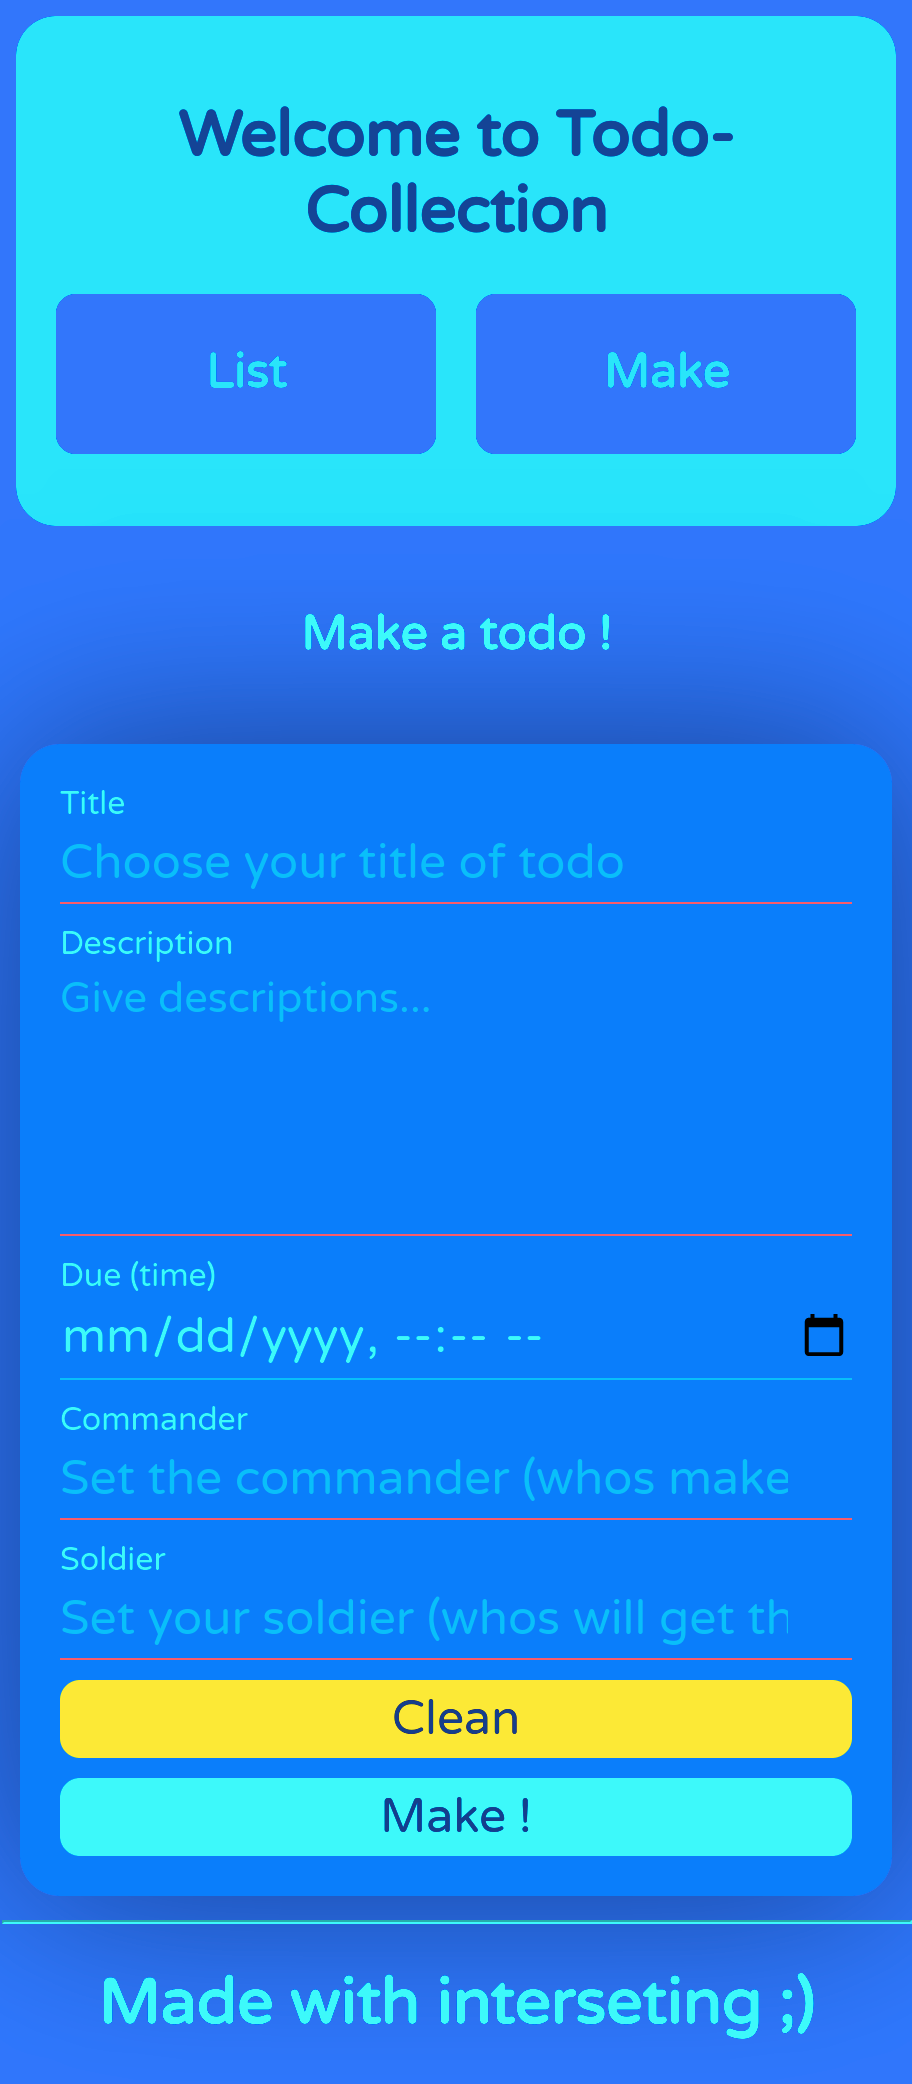 Welcome to Todo-
Collection
List
Make
Make a todo !
Title
Choose your title of todo
Description
Give descriptions...
Due (time)
mm/dd/yyyy, --:-- --
Commander
Set the commander (whos make
Soldier
Set your soldier (whos will get th
Clean
Make !
Made with interseting ;)